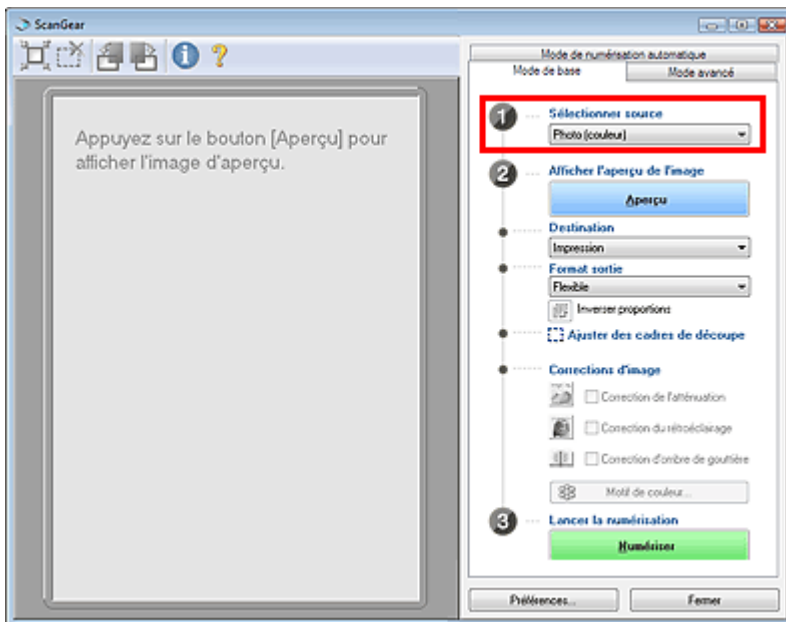 ScanGear
Appuyez sur le bouton [Aperçu] pour
afficher l'image d'aperçu.
Mode de numérisation automatique
Mode de base
Mode avancé
1 Sélectionner source
Photo (couleur)
2 Afficher l'aperçu de l'image
Aperçu
Destination
Impression
Format sortie
Flexible
Inverser proportions
Ajuster des cadres de découpe
Corrections d'image
Correction de l'atténuation
Correction du rétroéclairage
Correction d'ombre de gouttière
Motif de couleur...
3 Lancer la numérisation
Numériser
Préférences...
Fermer